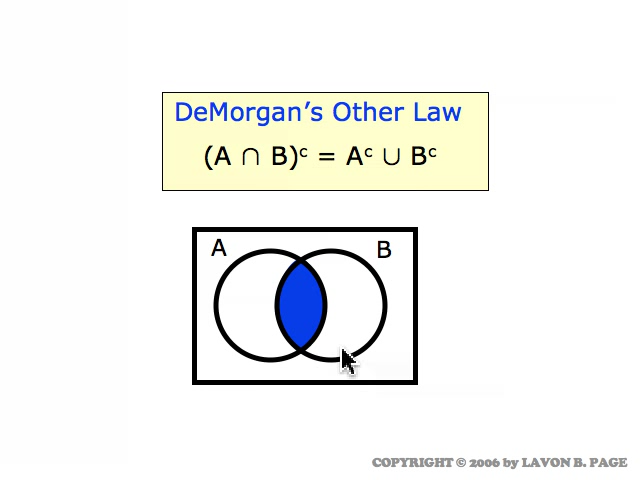 DeMorgan's Other Law
(A ∩ B)ᶜ = Aᶜ ∪ Bᶜ
A
B
COPYRIGHT © 2006 by LAVON B. PAGE